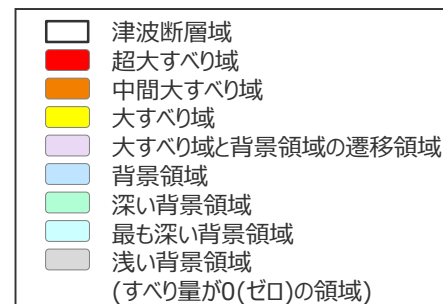 津波断層域
超大すべり域
中間大すべり域
大すべり域
大すべり域と背景領域の遷移領域
背景領域
深い背景領域
最も深い背景領域
浅い背景領域
(すべり量が0(ゼロ)の領域)